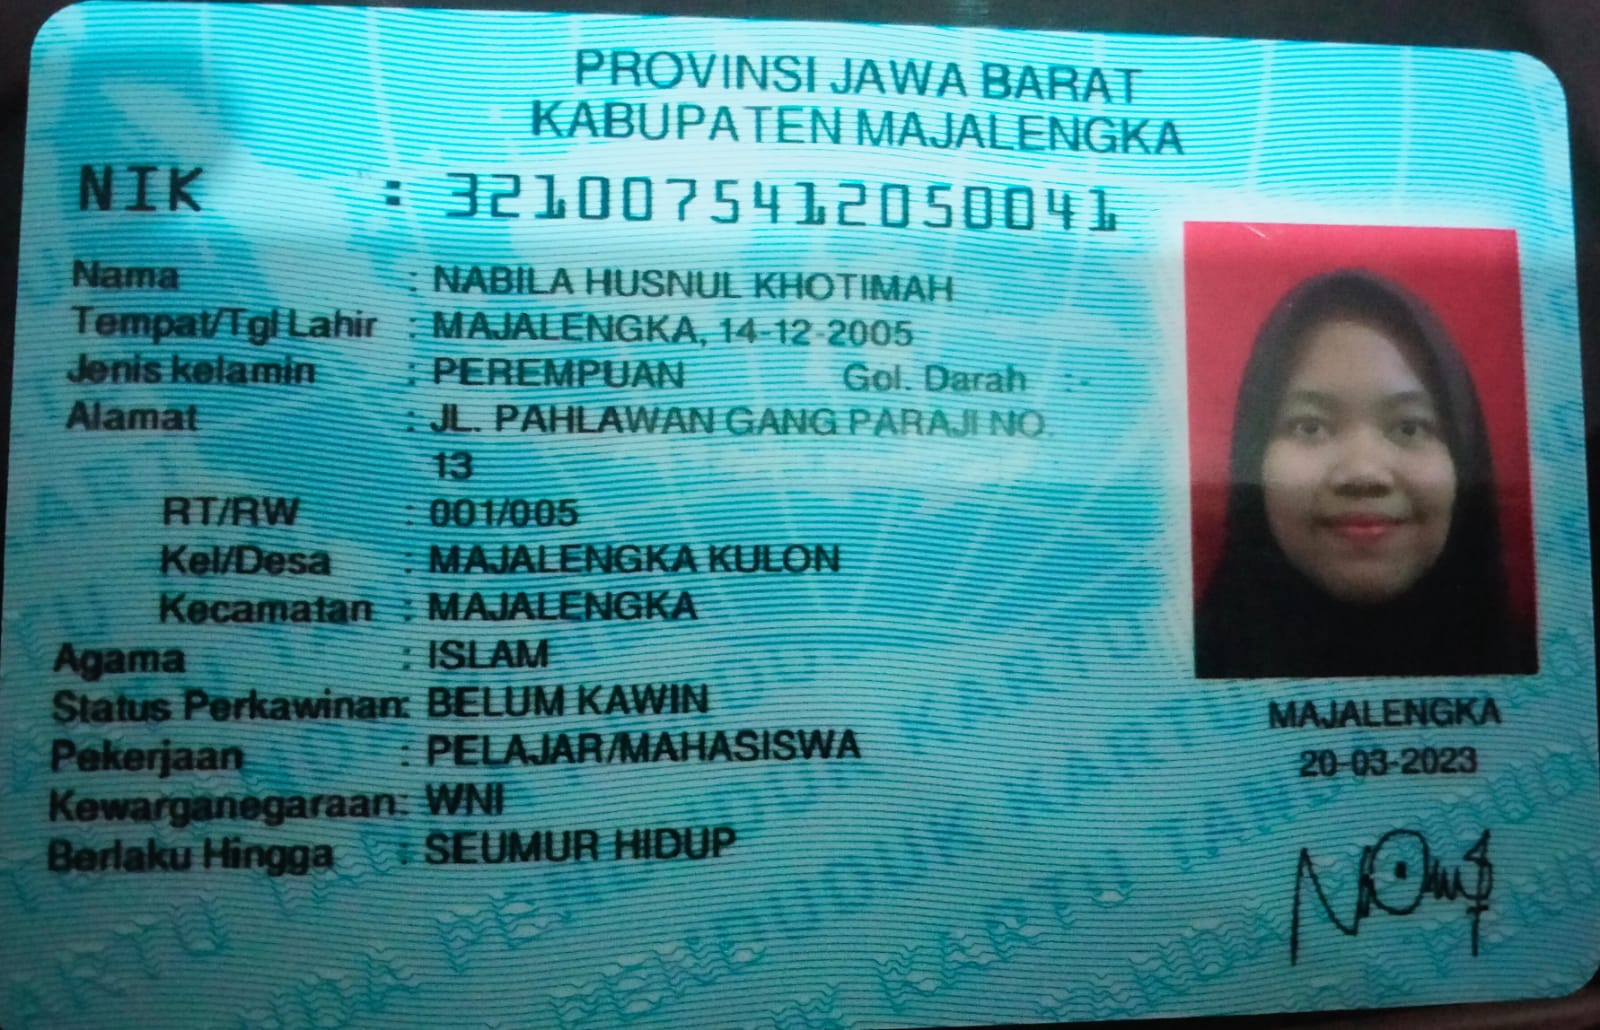 PROVINSI JAWA BARAT
KABUPATEN MAJALENGKA
NIK : 3210075412050041
Nama : NABILA HUSNUL KHOTIMAH
Tempat/Tgl Lahir : MAJALENGKA, 14-12-2005
Jenis kelamin : PEREMPUAN Gol. Darah : -
Alamat : JL. PAHLAWAN GANG PARAJI NO.
13
RT/RW : 001/005
Kel/Desa : MAJALENGKA KULON
Kecamatan : MAJALENGKA
Agama : ISLAM
Status Perkawinan: BELUM KAWIN
Pekerjaan : PELAJAR/MAHASISWA
Kewarganegaraan: WNI
Berlaku Hingga : SEUMUR HIDUP
MAJALENGKA
20-03-2023